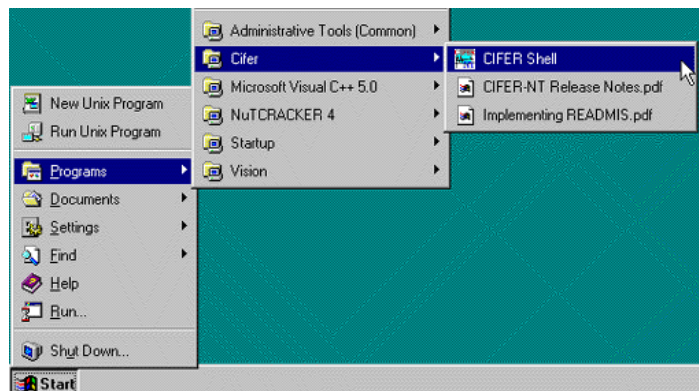 Administrative Tools (Common)
Cifer
Microsoft Visual C++ 5.0
NuTCRACKER 4
Startup
Vision
CIFER Shell
CIFER-NT Release Notes.pdf
Implementing READMIS.pdf
New Unix Program
Run Unix Program
Programs
Documents
Settings
Find
Help
Run...
Shut Down...
Start